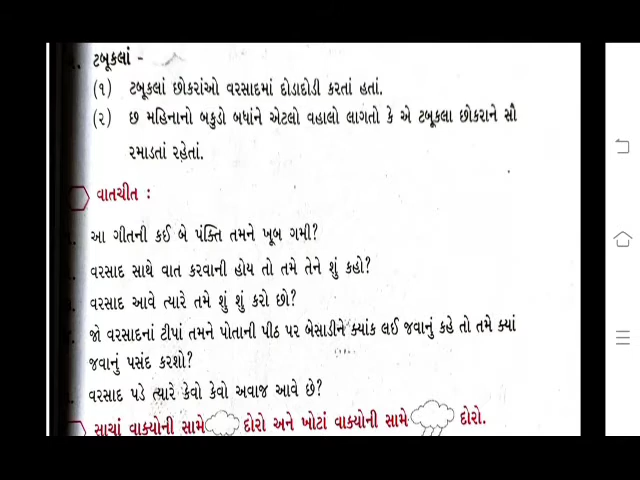 ટબૂકલાં -
(૧) ટબૂકલાં છોકરાંઓ વરસાદમાં દોડાદોડી કરતાં હતાં.
(૨) છ મહિનાનો બકુડો બધાંને એટલો વહાલો લાગતો કે એ ટબૂકલા છોકરાને સૌ
રમાડતાં રહેતાં.
વાતચીત :
આ ગીતની કઈ બે પંક્તિ તમને ખૂબ ગમી?
વરસાદ સાથે વાત કરવાની હોય તો તમે તેને શું કહો?
વરસાદ આવે ત્યારે તમે શું શું કરો છો?
જો વરસાદનાં ટીપાં તમને પોતાની પીઠ પર બેસાડીને ક્યાંક લઈ જવાનું કહે તો તમે ક્યાં
જવાનું પસંદ કરશો?
વરસાદ પડે ત્યારે કેવો કેવો અવાજ આવે છે?
સાચાં વાક્યોની સામે દોરો અને ખોટાં વાક્યોની સામે દોરો.